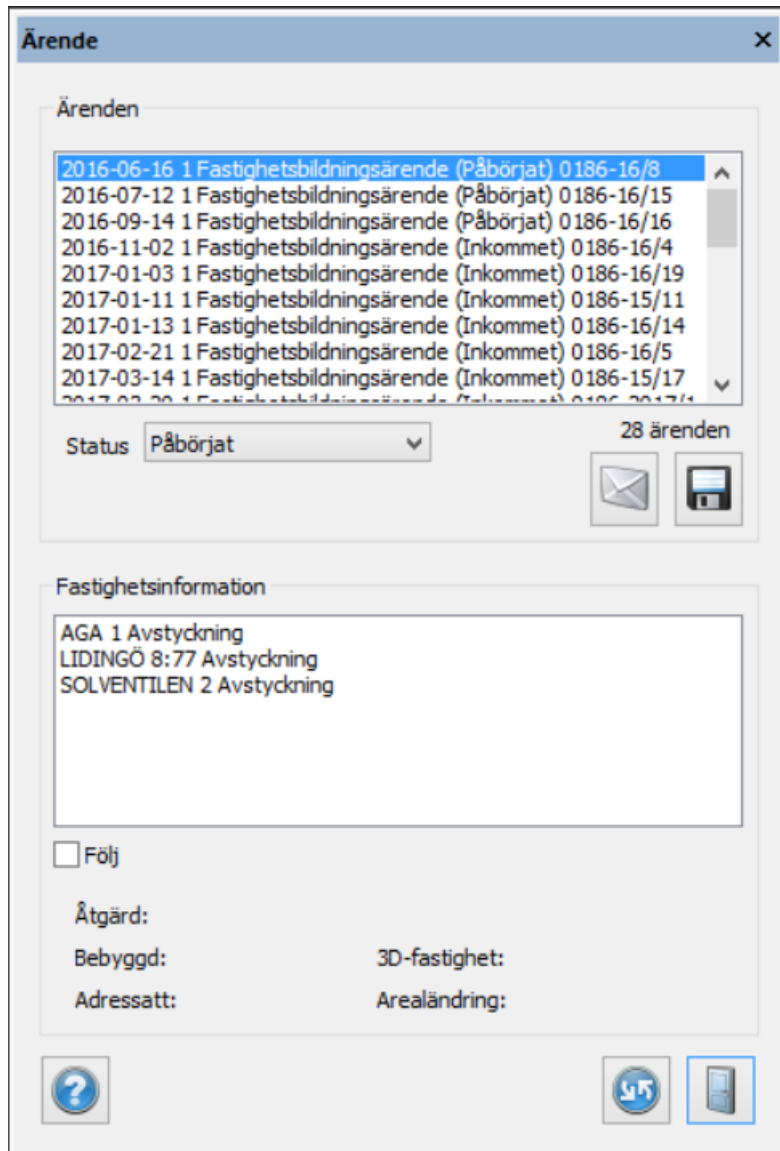 Ärende
Ärenden
2016-06-16 1 Fastighetsbildningsärende (Påbörjat) 0186-16/8
2016-07-12 1 Fastighetsbildningsärende (Påbörjat) 0186-16/15
2016-09-14 1 Fastighetsbildningsärende (Påbörjat) 0186-16/16
2016-11-02 1 Fastighetsbildningsärende (Inkommet) 0186-16/4
2017-01-03 1 Fastighetsbildningsärende (Inkommet) 0186-16/19
2017-01-11 1 Fastighetsbildningsärende (Inkommet) 0186-15/11
2017-01-13 1 Fastighetsbildningsärende (Inkommet) 0186-16/14
2017-02-21 1 Fastighetsbildningsärende (Inkommet) 0186-16/5
2017-03-14 1 Fastighetsbildningsärende (Inkommet) 0186-15/17
1 Fastighetsbildningsärende (Inkommet)
Status Påbörjat 28 ärenden
Fastighetsinformation
AGA 1 Avstyckning
LIDINGÖ 8:77 Avstyckning
SOLVENTILEN 2 Avstyckning
Följ
Åtgärd:
Bebyggd: 3D-fastighet:
Adressatt: Arealändring: